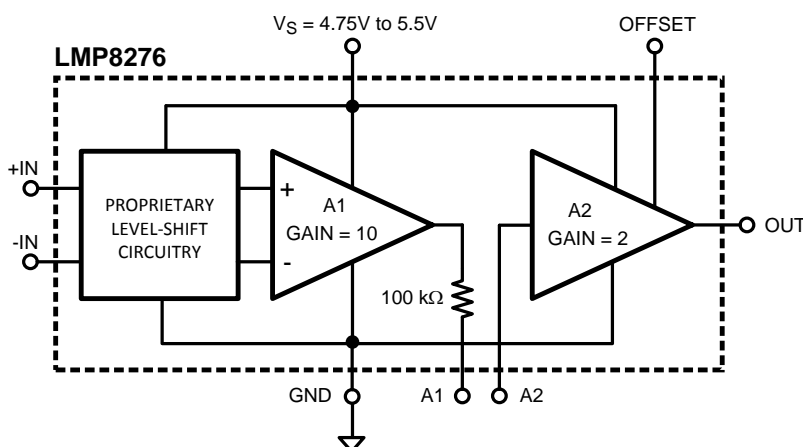 V_S = 4.75V to 5.5V
OFFSET
LMP8276
+IN
-IN
PROPRIETARY
LEVEL-SHIFT
CIRCUITRY
+
-
A1
GAIN = 10
A2
GAIN = 2
OUT
100 kΩ
GND
A1
A2